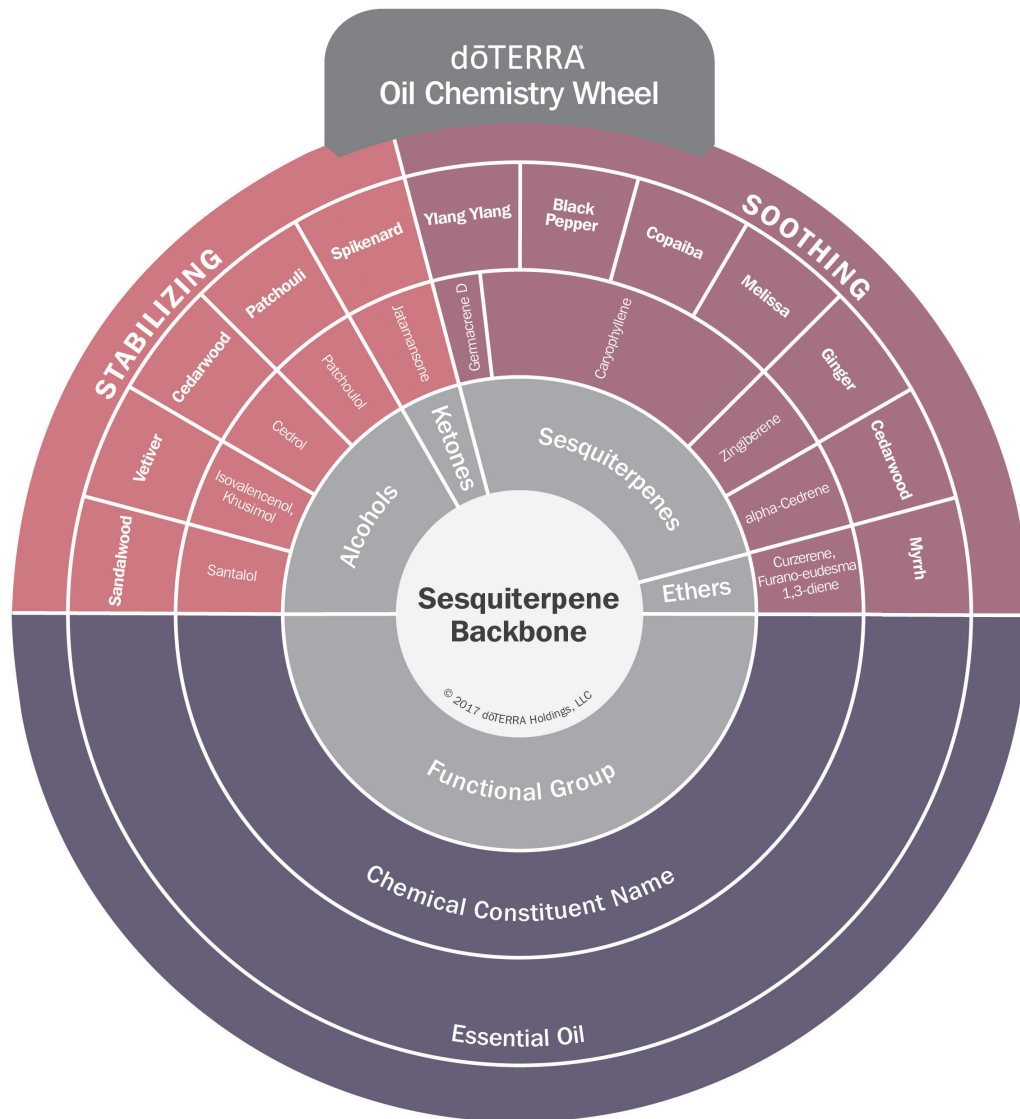 dōTERRA®
Oil Chemistry Wheel
STABILIZING
SOOTHING
Sandalwood
Vetiver
Cedarwood
Patchouli
Spikenard
Ylang Ylang
Black
Pepper
Copaiba
Melissa
Ginger
Cedarwood
Myrrh
Santalol
Isovalencenol,
Khusimol
Cedrol
Patchoulol
Jatamansone
Germacrene D
Caryophyllene
Zingiberene
alpha-Cedrene
Curzerene,
Furano-eudesma
1,3-diene
Alcohols
Ketones
Sesquiterpenes
Ethers
Sesquiterpene
Backbone
© 2017 dōTERRA Holdings, LLC
Functional Group
Chemical Constituent Name
Essential Oil